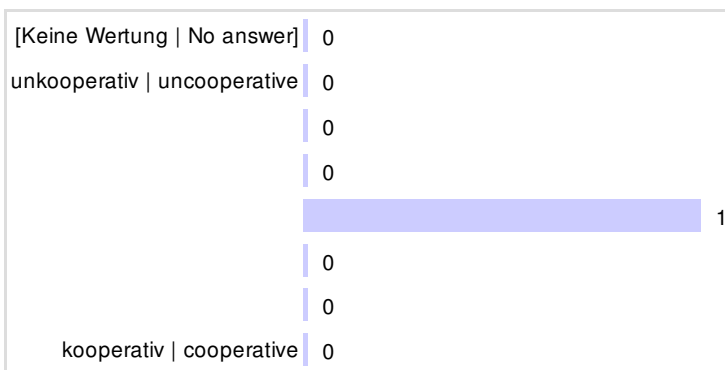 [Keine Wertung | No answer] 0
unkooperativ | uncooperative 0
0
0
1
0
0
kooperativ | cooperative 0